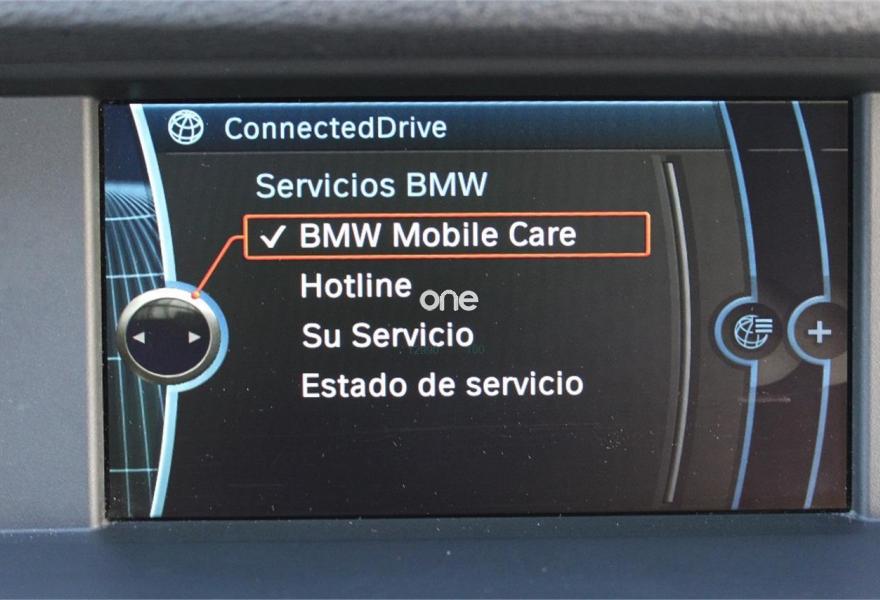 ConnectedDrive
Servicios BMW
✓ BMW Mobile Care
Hotline
one
Su Servicio
Estado de servicio
+